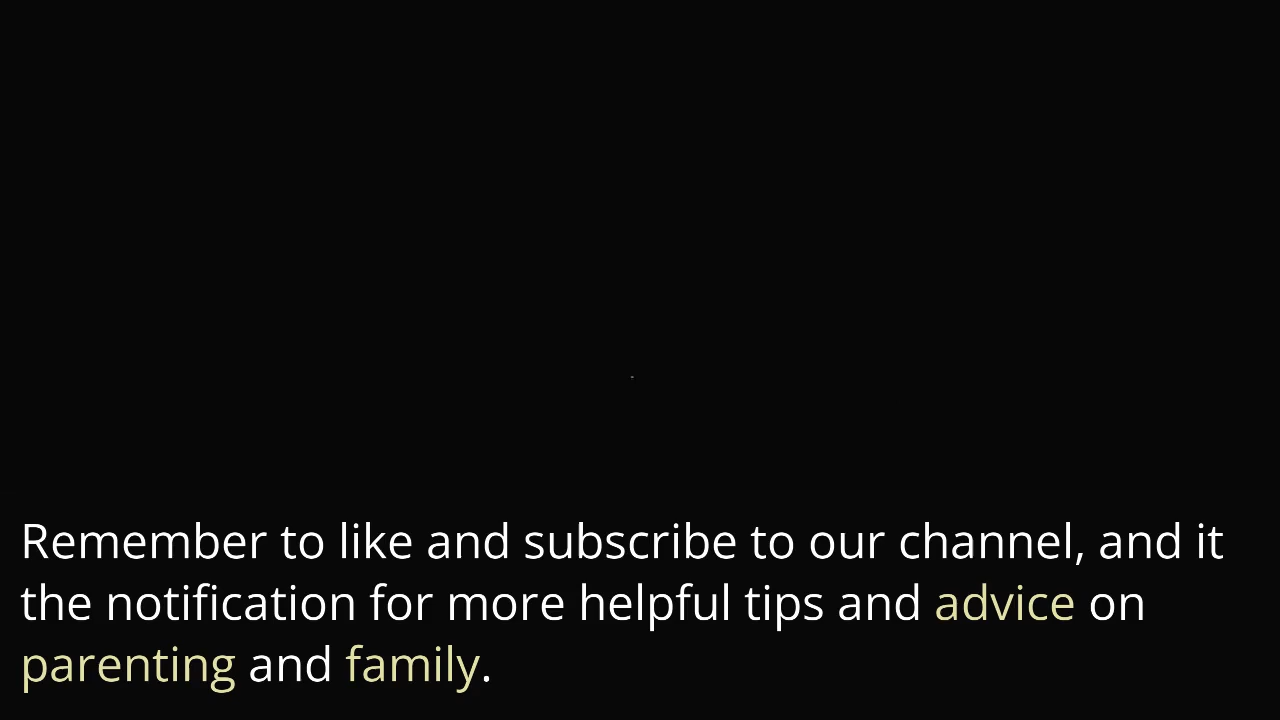 Remember to like and subscribe to our channel, and it
the notification for more helpful tips and advice on
parenting and family.